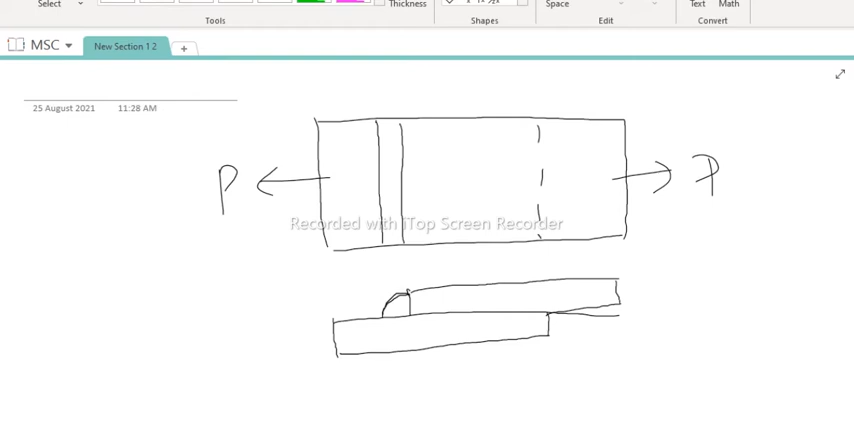 Select
Thickness
Space
Text Math
Tools
Shapes
Edit
Convert
MSC
New Section 1 2
+
25 August 2021 11:28 AM
P
P
Recorded with iTop Screen Recorder